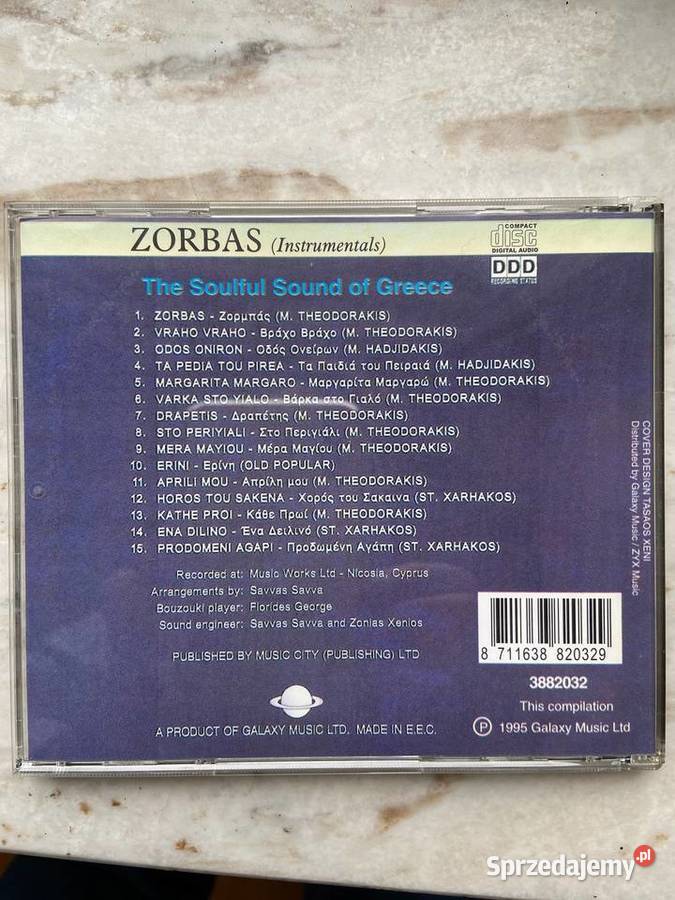 ZORBAS (Instrumentals)
COMPACT
disc
DIGITAL AUDIO
DDD
RECORDING STATUS
The Soulful Sound of Greece
1. ZORBAS - Ζορμπάς (M. THEODORAKIS)
2. VRAHO VRAHO - Βράχο Βράχο (M. THEODORAKIS)
3. ODOS ONIRON - Οδός Ονείρων (M. HADJIDAKIS)
4. TA PEDIA TOU PIREA - Τα Παιδιά του Πειραιά (M. HADJIDAKIS)
5. MARGARITA MARGARO - Μαργαρίτα Μαργαρώ (M. THEODORAKIS)
6. VARKA STO YIALO - Βάρκα στο Γιαλό (M. THEODORAKIS)
7. DRAPETIS - Δραπέτης (M. THEODORAKIS)
8. STO PERIYIALI - Στο Περιγιάλι (M. THEODORAKIS)
9. MERA MAYIOU - Μέρα Μαγίου (M. THEODORAKIS)
10. ERINI - Ερίνη (OLD POPULAR)
11. APRILI MOU - Απρίλη μου (M. THEODORAKIS)
12. HOROS TOU SAKENA - Χορός του Σακαινα (ST. XARHAKOS)
13. KATHE PROI - Κάθε Πρωί (M. THEODORAKIS)
14. ENA DILINO - Ένα Δειλινό (ST. XARHAKOS)
15. PRODOMENI AGAPI - Προδωμένη Αγάπη (ST. XARHAKOS)
Recorded at: Music Works Ltd - Nicosia, Cyprus
Arrangements by: Savvas Savva
Bouzouki player: Florides George
Sound engineer: Savvas Savva and Zonias Xenios
PUBLISHED BY MUSIC CITY (PUBLISHING) LTD
A PRODUCT OF GALAXY MUSIC LTD. MADE IN E.E.C.
COVER DESIGN TASAOS XENI
Distributed by Galaxy Music / ZYX Music
8 711638 820329
3882032
This compilation
Ⓟ 1995 Galaxy Music Ltd
Sprzedajemy.pl